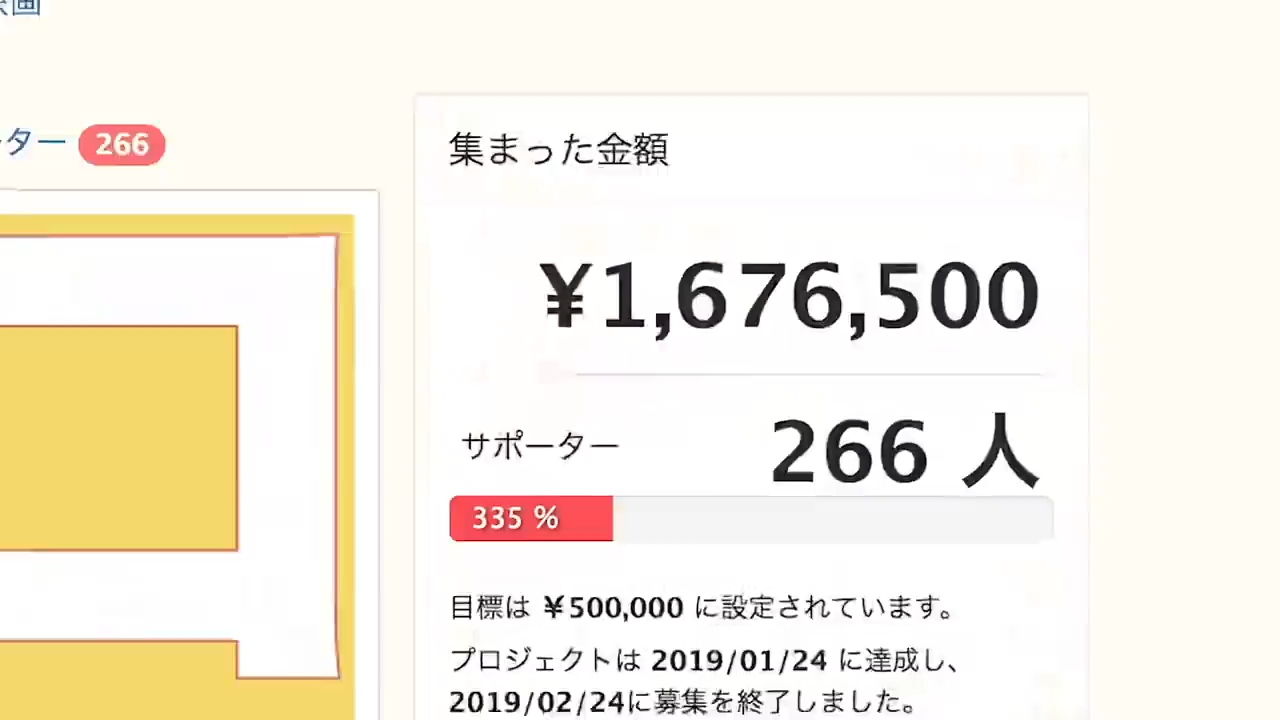 ター 266
集まった金額
¥1,676,500
サポーター 266 人
335 %
目標は ¥500,000 に設定されています。
プロジェクトは 2019/01/24 に達成し、
2019/02/24に募集を終了しました。